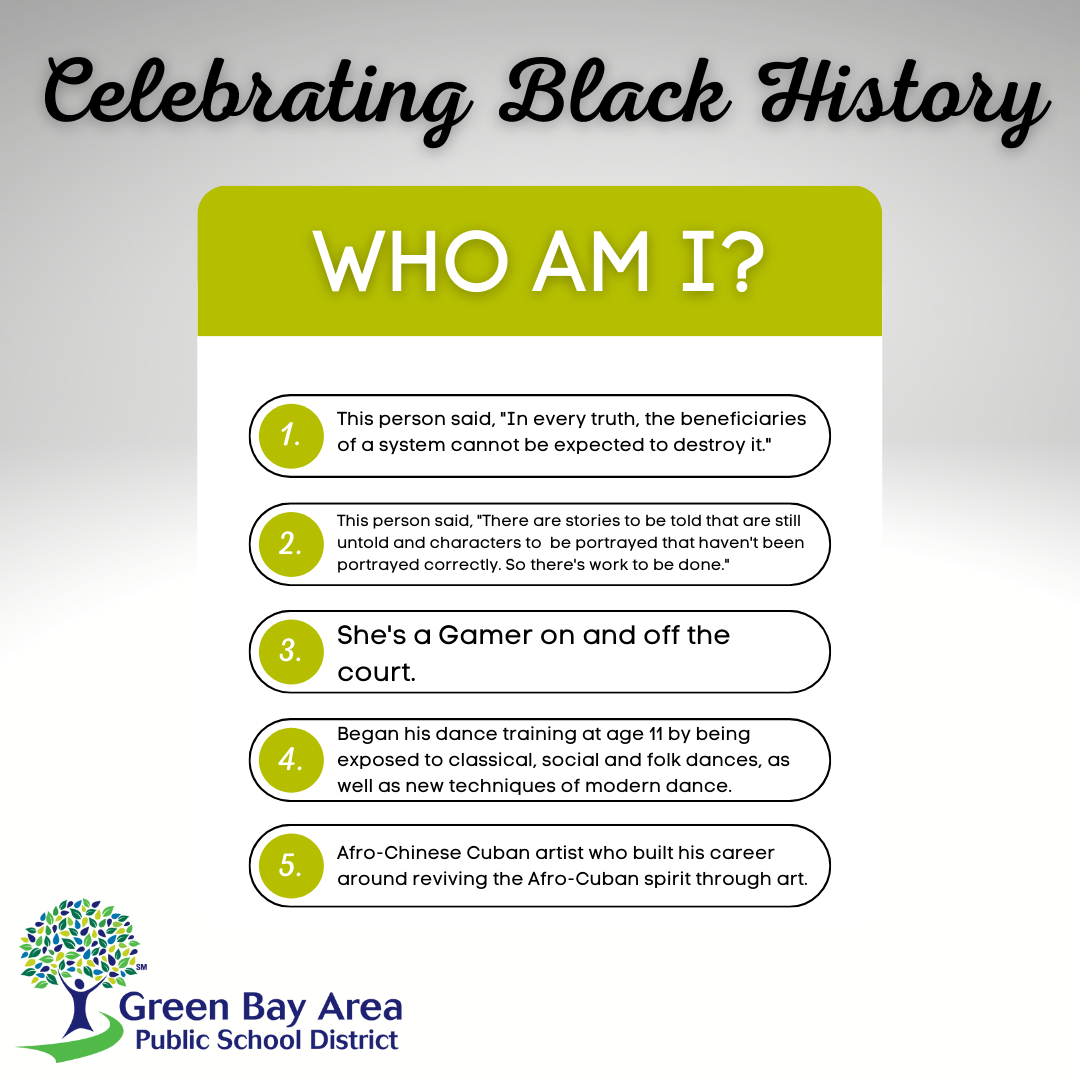 Celebrating Black History
WHO AM I?
1.
This person said, "In every truth, the beneficiaries
of a system cannot be expected to destroy it."
2.
This person said, "There are stories to be told that are still
untold and characters to  be portrayed that haven't been
portrayed correctly. So there's work to be done."
3.
She's a Gamer on and off the
court.
4.
Began his dance training at age 11 by being
exposed to classical, social and folk dances, as
well as new techniques of modern dance.
5.
Afro-Chinese Cuban artist who built his career
around reviving the Afro-Cuban spirit through art.
SM
Green Bay Area
Public School District